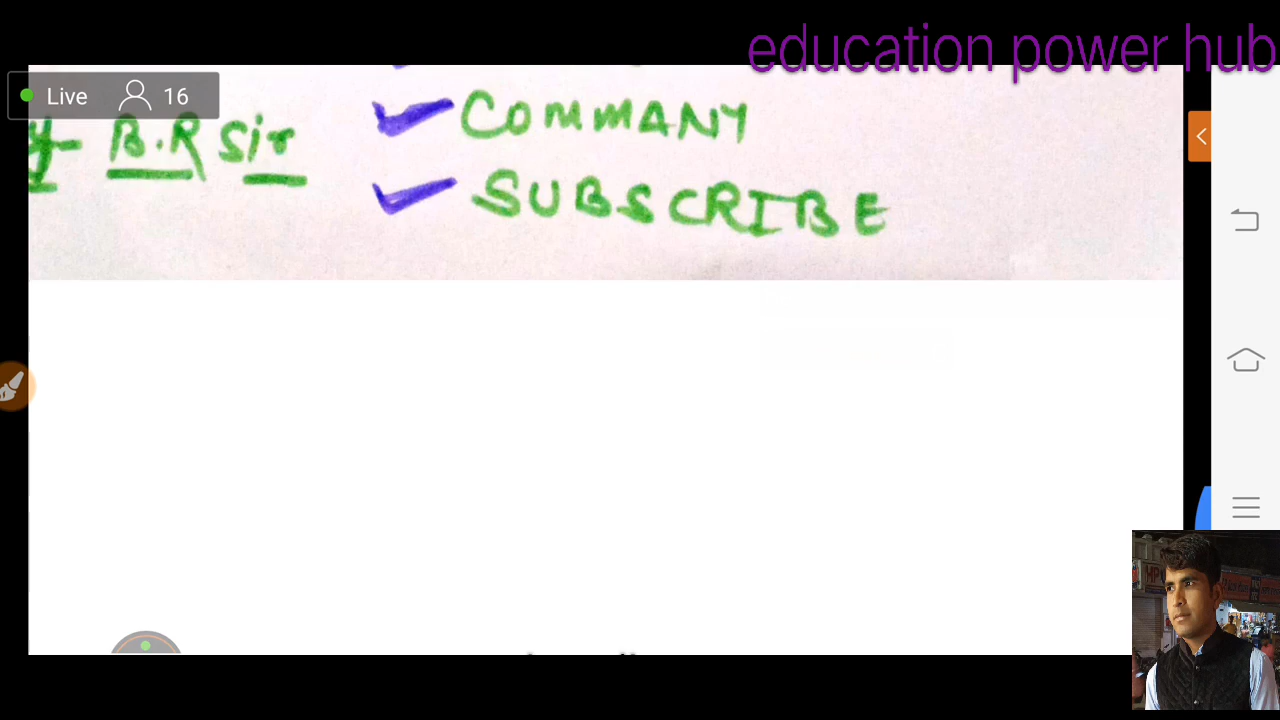 education power hub
Live 16
COMMANY
y- B.R Sir
SUBSCRIBE